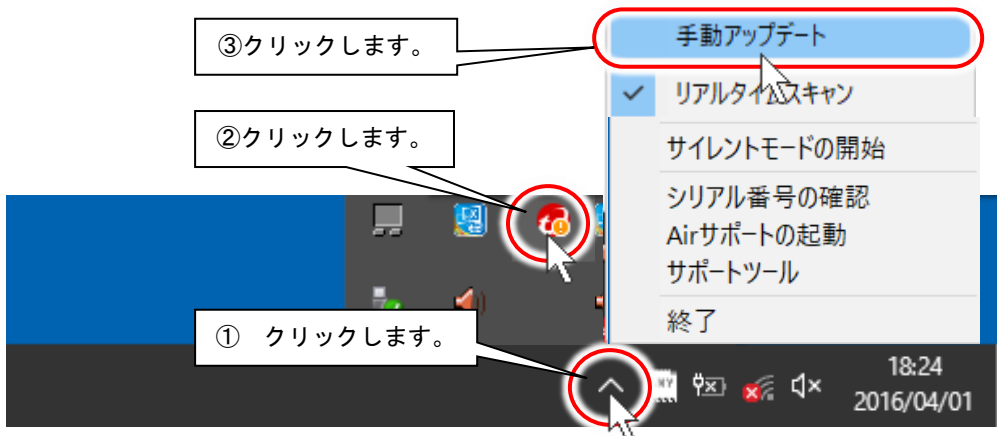 ③クリックします。
手動アップデート
リアルタイムスキャン
②クリックします。
サイレントモードの開始
シリアル番号の確認
Airサポートの起動
サポートツール
終了
① クリックします。
18:24
2016/04/01